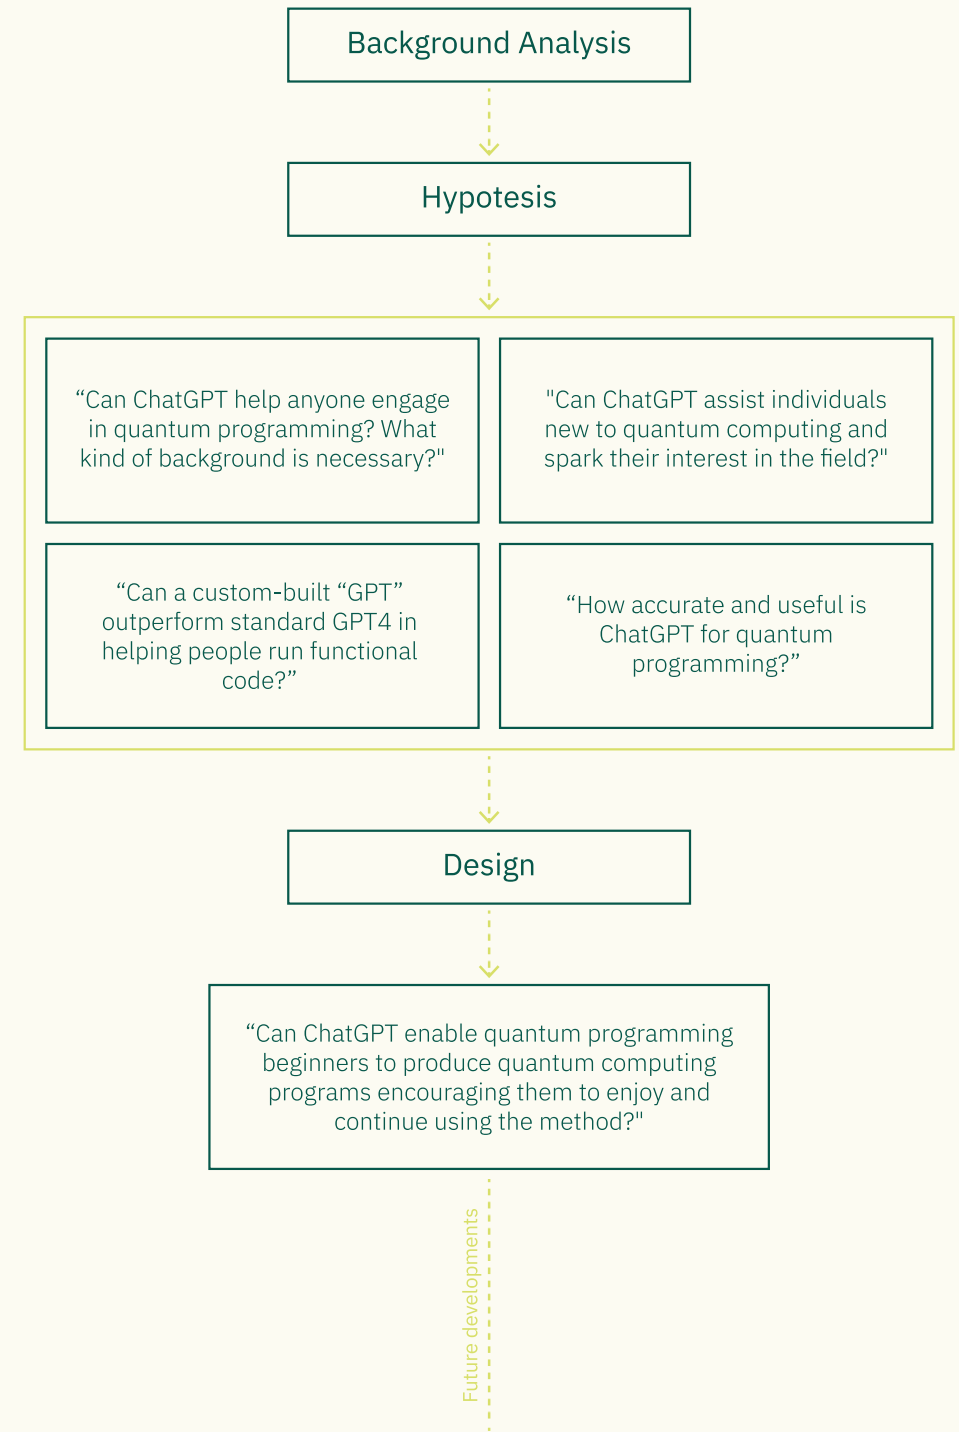 Background Analysis
Hypotesis
“Can ChatGPT help anyone engage
in quantum programming? What
kind of background is necessary?"
"Can ChatGPT assist individuals
new to quantum computing and
spark their interest in the field?"
“Can a custom-built “GPT”
outperform standard GPT4 in
helping people run functional
code?”
“How accurate and useful is
ChatGPT for quantum
programming?”
Design
“Can ChatGPT enable quantum programming
beginners to produce quantum computing
programs encouraging them to enjoy and
continue using the method?"
Future developments